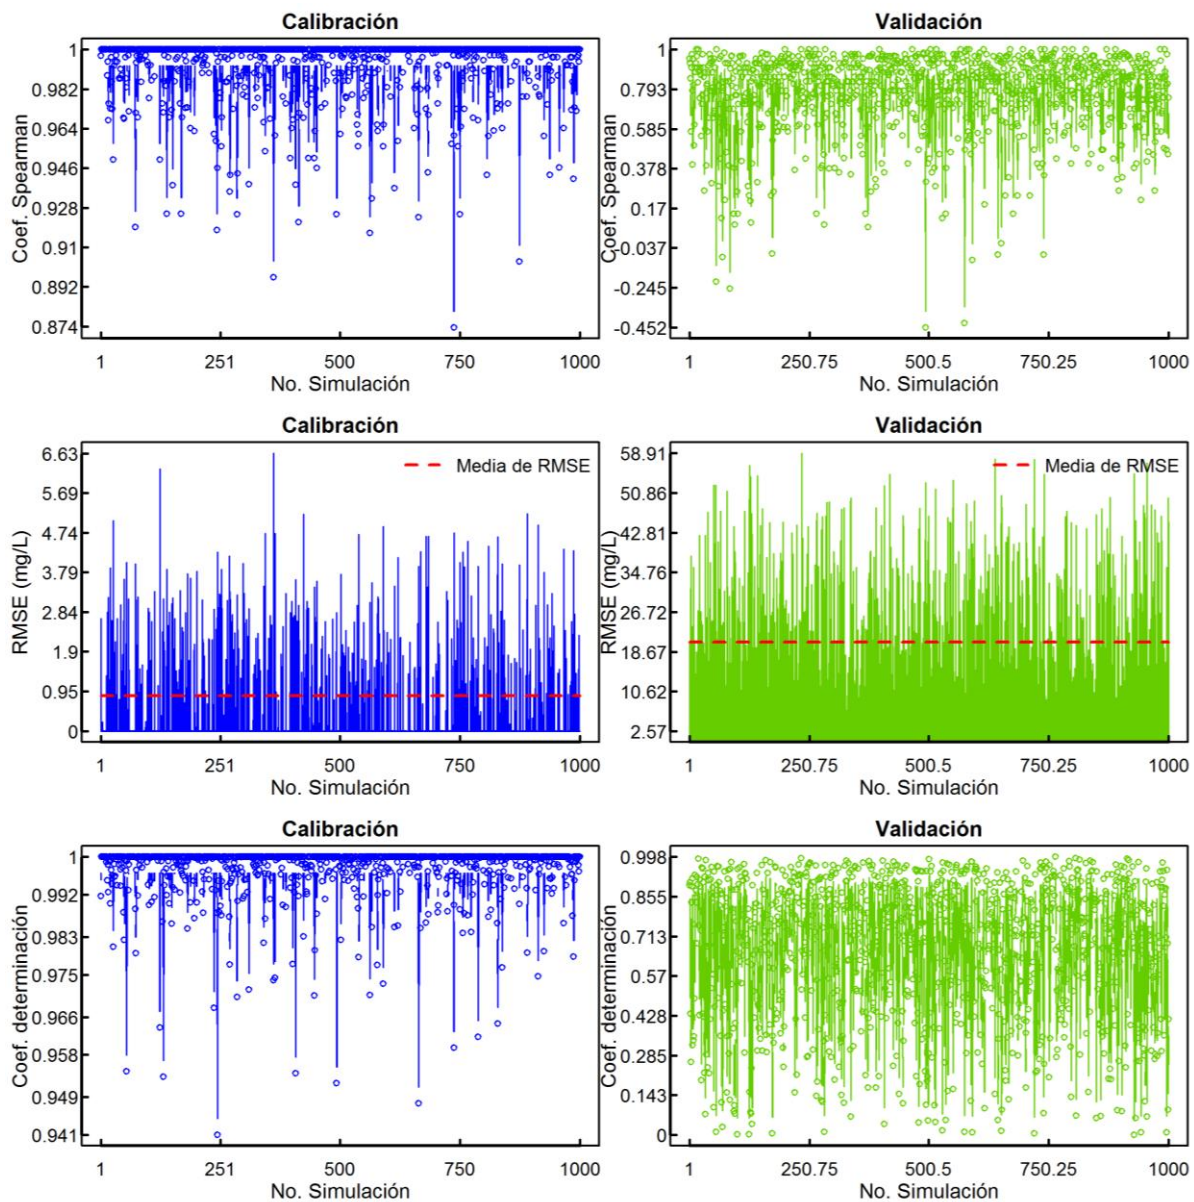 Calibración
Coef. Spearman
1
0.982
0.964
0.946
0.928
0.91
0.892
0.874
1 251 500 750 1000
No. Simulación
Validación
Coef. Spearman
1
0.793
0.585
0.378
0.17
-0.037
-0.245
-0.452
1 250.75 500.5 750.25 1000
No. Simulación
Calibración
RMSE (mg/L)
6.63
5.69
4.74
3.79
2.84
1.9
0.95
0
Media de RMSE
1 251 500 750 1000
No. Simulación
Validación
RMSE (mg/L)
58.91
50.86
42.81
34.76
26.72
18.67
10.62
2.57
Media de RMSE
1 250.75 500.5 750.25 1000
No. Simulación
Calibración
Coef. determinación
1
0.992
0.983
0.975
0.966
0.958
0.949
0.941
1 251 500 750 1000
No. Simulación
Validación
Coef. determinación
0.998
0.855
0.713
0.57
0.428
0.285
0.143
0
1 250.75 500.5 750.25 1000
No. Simulación